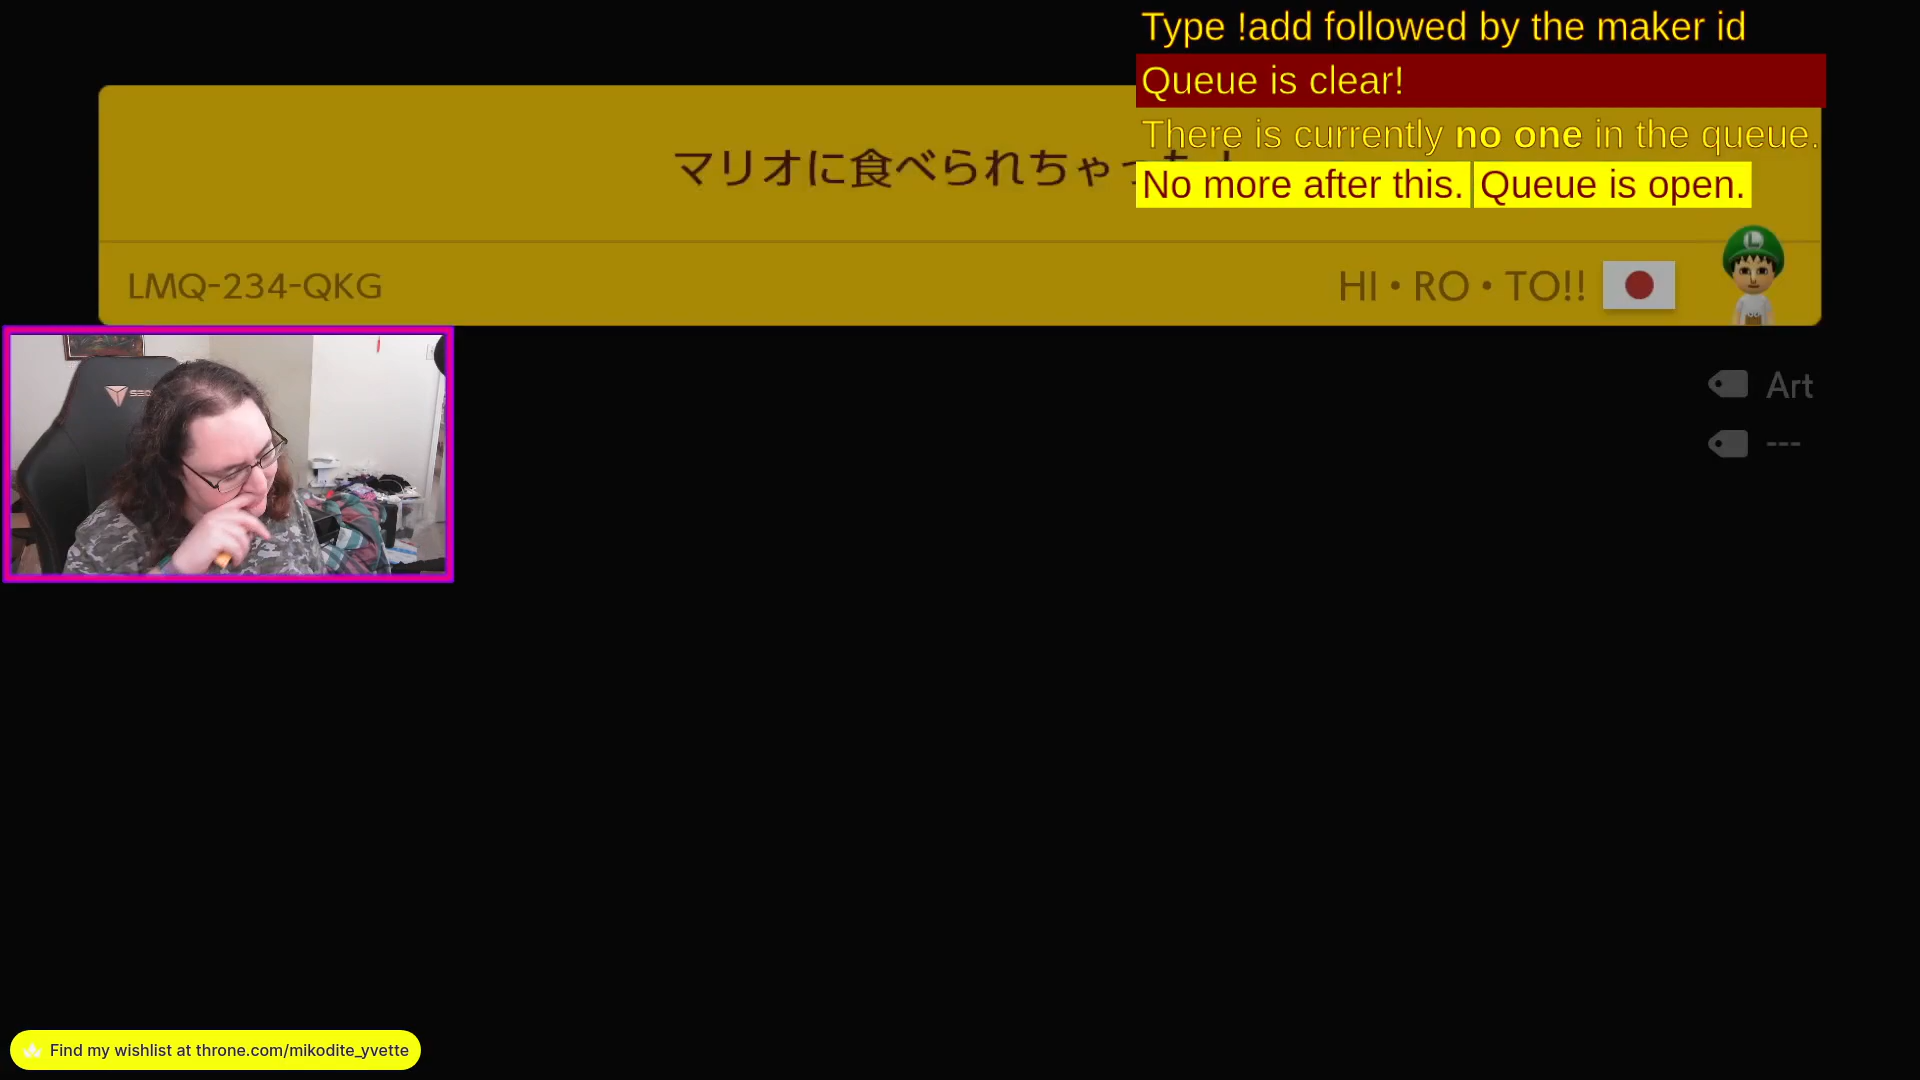 Type !add followed by the maker id
Queue is clear!
There is currently no one in the queue.
No more after this. Queue is open.
マリオに食べられちゃっ
LMQ-234-QKG
HI・RO・TO!!
L
Art
---
Find my wishlist at throne.com/mikodite_yvette